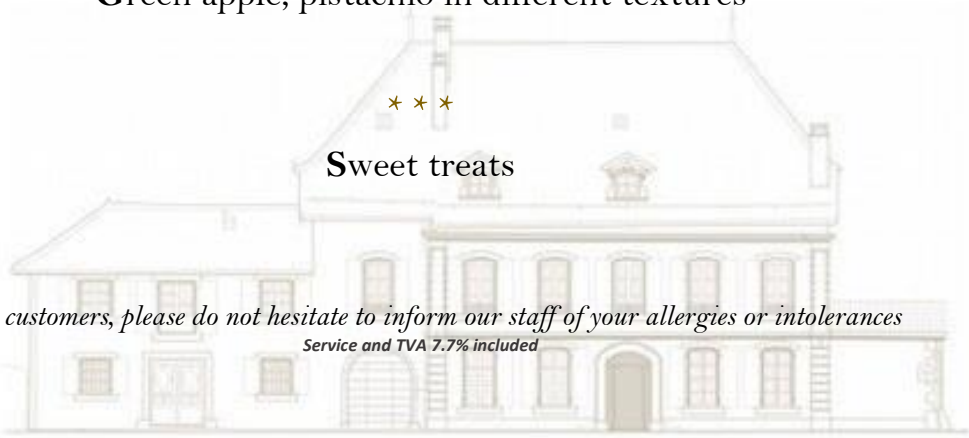 Green apple, pistachio in different textures
* * *
Sweet treats
customers, please do not hesitate to inform our staff of your allergies or intolerances
Service and TVA 7.7% included